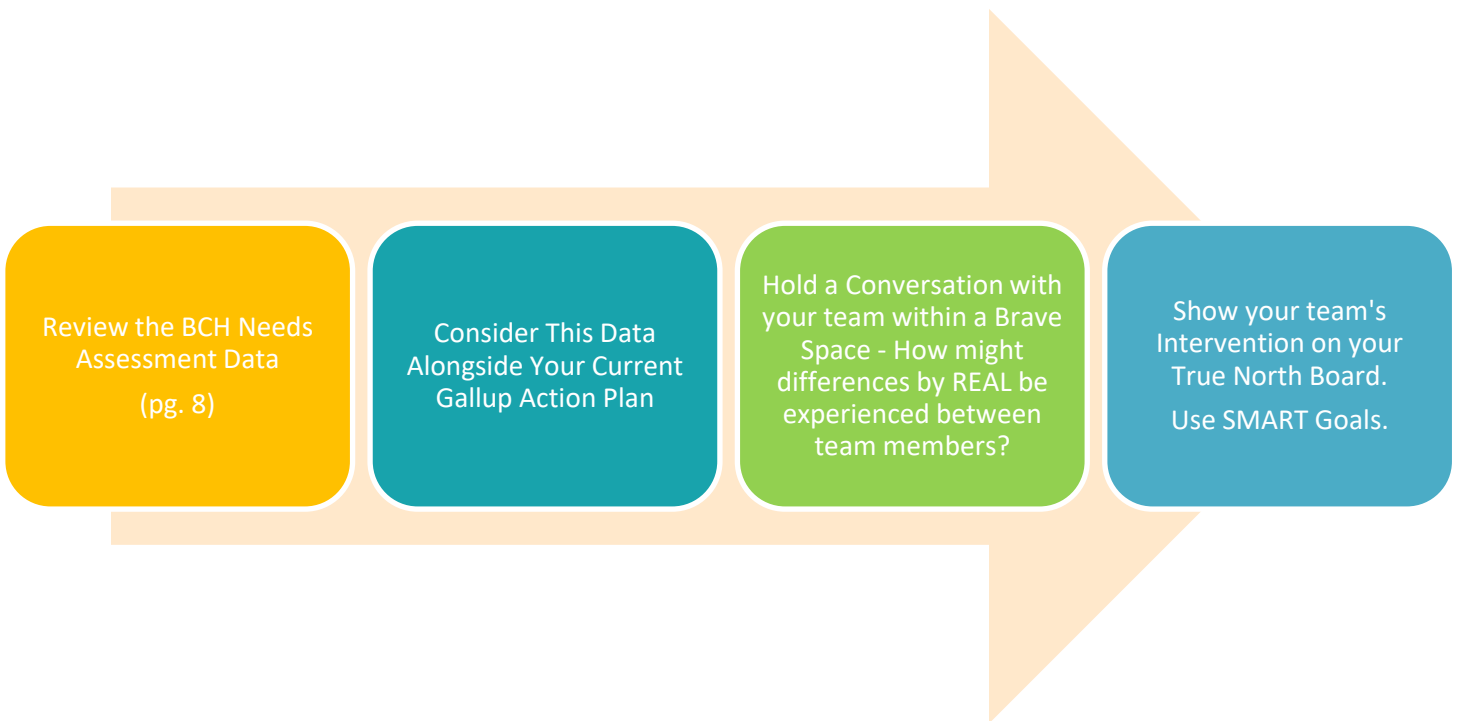 Review the BCH Needs
Assessment Data
(pg. 8)
Consider This Data
Alongside Your Current
Gallup Action Plan
Hold a Conversation with
your team within a Brave
Space - How might
differences by REAL be
experienced between
team members?
Show your team's
Intervention on your
True North Board.
Use SMART Goals.